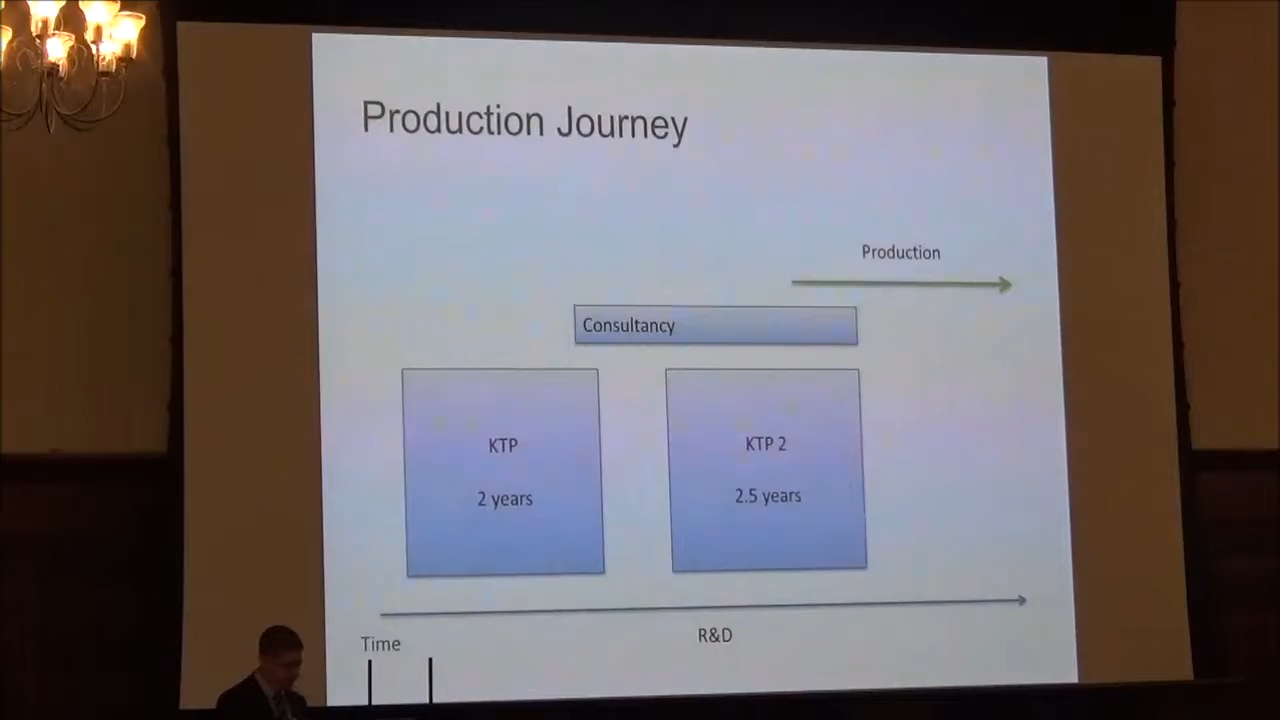 Production Journey
Production
Consultancy
KTP
2 years
KTP 2
2.5 years
Time
R&D